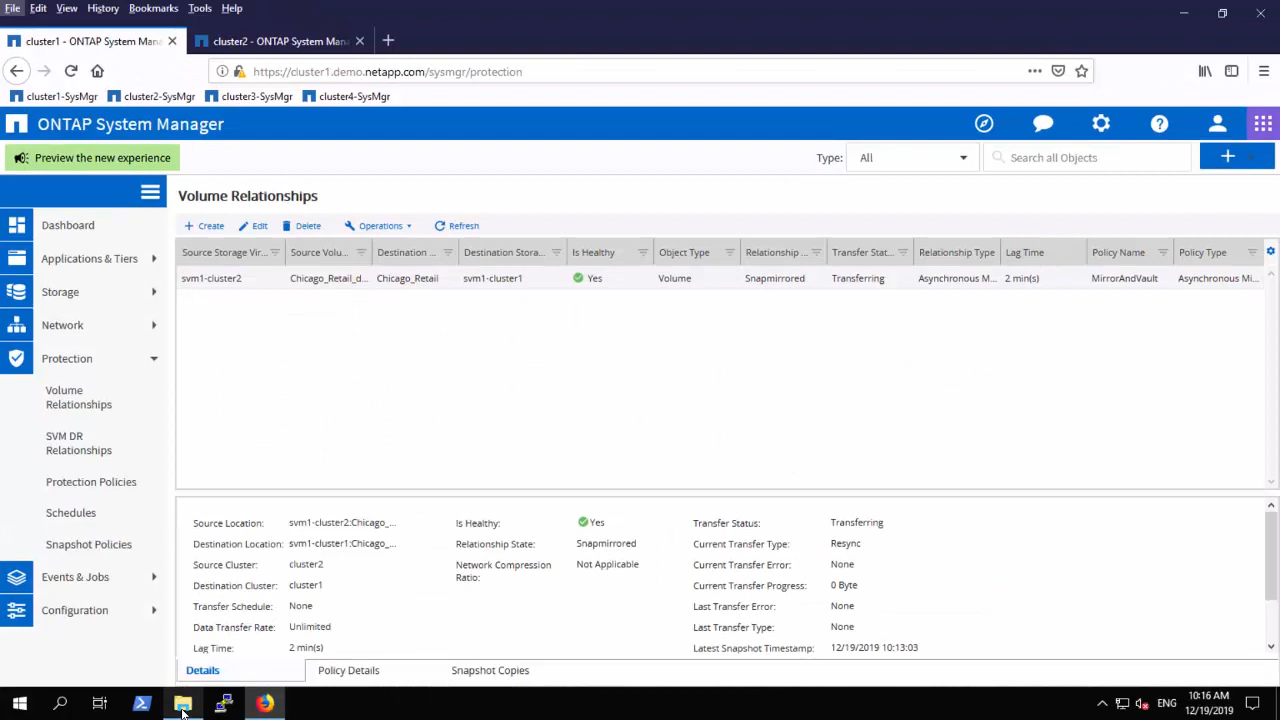 File Edit View History Bookmarks Tools Help
cluster1 - ONTAP System Mana
cluster2 - ONTAP System Mana
https://cluster1.demo.netapp.com/sysmgr/protection
cluster1-SysMgr cluster2-SysMgr cluster3-SysMgr cluster4-SysMgr
ONTAP System Manager
Preview the new experience
Type: All Search all Objects
Volume Relationships
Dashboard
Applications & Tiers
Storage
Network
Protection
Volume
Relationships
SVM DR
Relationships
Protection Policies
Schedules
Snapshot Policies
Events & Jobs
Configuration
Create Edit Delete Operations Refresh
Source Storage Vir... Source Volu... Destination ... Destination Stora... Is Healthy Object Type Relationship ... Transfer Stat... Relationship Type Lag Time Policy Name Policy Type
svm1-cluster2 Chicago_Retail_d... Chicago_Retail svm1-cluster1 Yes Volume Snapmirrored Transferring Asynchronous M... 2 min(s) MirrorAndVault Asynchronous Mi...
Source Location: svm1-cluster2:Chicago_...
Destination Location: svm1-cluster1:Chicago_...
Source Cluster: cluster2
Destination Cluster: cluster1
Transfer Schedule: None
Data Transfer Rate: Unlimited
Lag Time: 2 min(s)
Is Healthy: Yes
Relationship State: Snapmirrored
Network Compression Not Applicable
Ratio:
Transfer Status: Transferring
Current Transfer Type: Resync
Current Transfer Error: None
Current Transfer Progress: 0 Byte
Last Transfer Error: None
Last Transfer Type: None
Latest Snapshot Timestamp: 12/19/2019 10:13:03
Details Policy Details Snapshot Copies
ENG
10:16 AM
12/19/2019